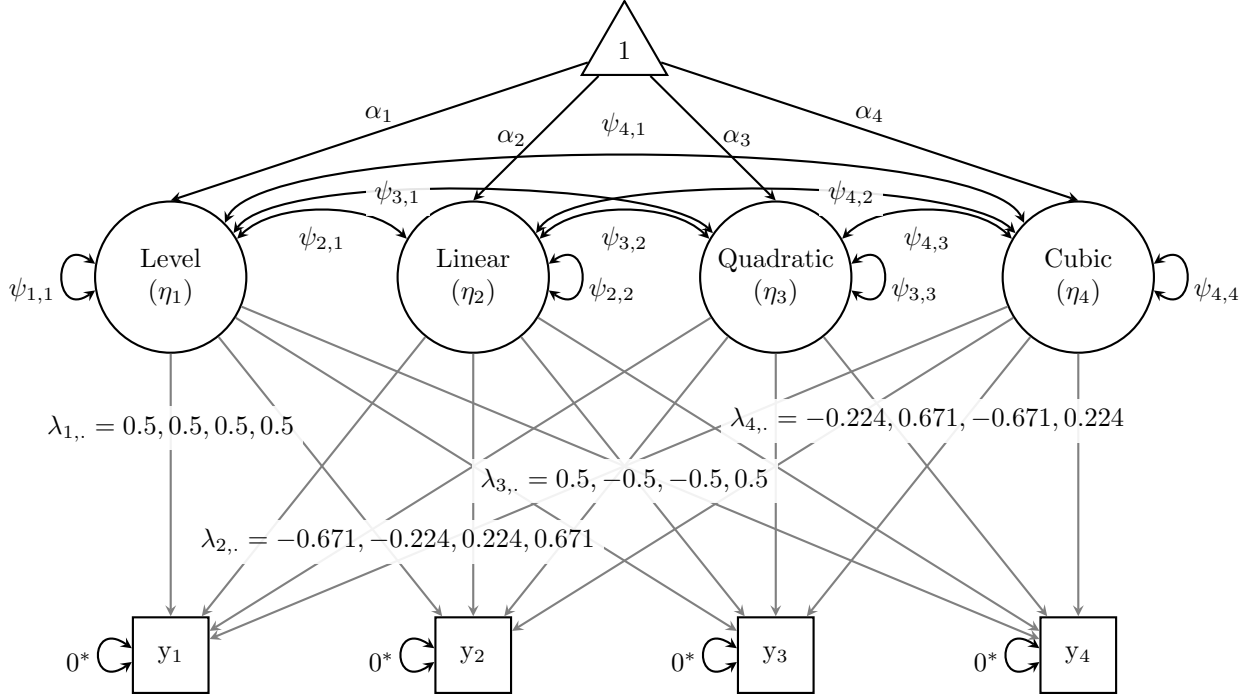 1
α₁
α₂
ψ₄,₁
α₃
α₄
ψ₃,₁
ψ₄,₂
ψ₂,₁
ψ₃,₂
ψ₄,₃
Level
(η₁)
Linear
(η₂)
Quadratic
(η₃)
Cubic
(η₄)
ψ₁,₁
ψ₂,₂
ψ₃,₃
ψ₄,₄
λ₁,. = 0.5, 0.5, 0.5, 0.5
λ₄,. = −0.224, 0.671, −0.671, 0.224
λ₃,. = 0.5, −0.5, −0.5, 0.5
λ₂,. = −0.671, −0.224, 0.224, 0.671
0*
y₁
0*
y₂
0*
y₃
0*
y₄